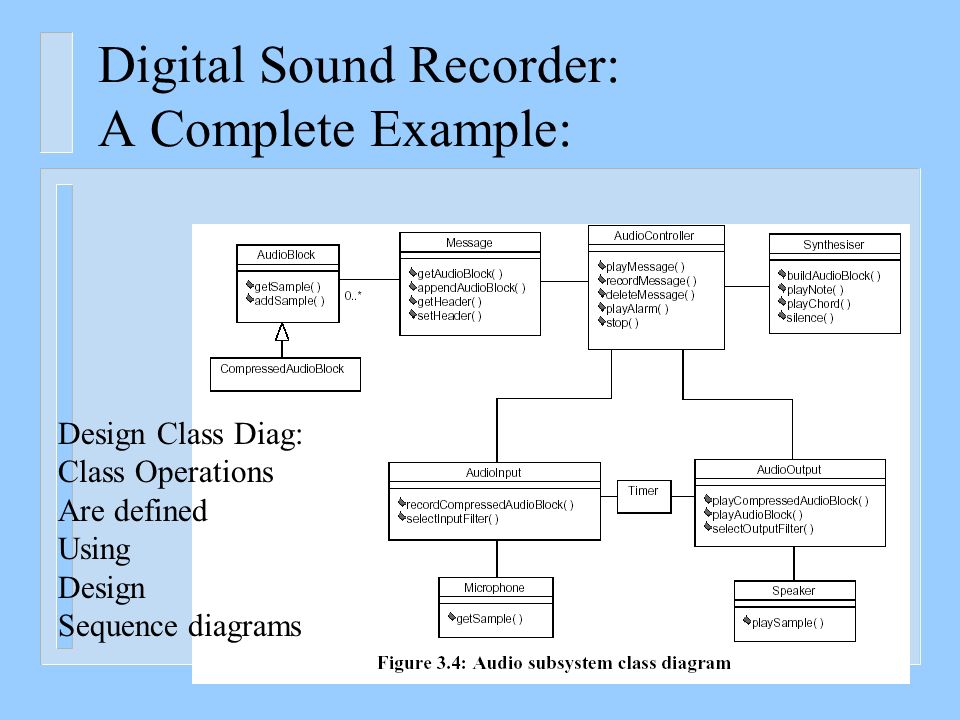 Digital Sound Recorder:
A Complete Example:
AudioBlock
getSample( )
addSample( )
0..*
CompressedAudioBlock
Message
getAudioBlock( )
appendAudioBlock( )
getHeader( )
setHeader( )
AudioController
playMessage( )
recordMessage( )
deleteMessage( )
playAlarm( )
stop( )
Synthesiser
buildAudioBlock( )
playNote( )
playChord( )
silence( )
Design Class Diag:
Class Operations
Are defined
Using
Design
Sequence diagrams
AudioInput
recordCompressedAudioBlock( )
selectInputFilter( )
Timer
AudioOutput
playCompressedAudioBlock( )
playAudioBlock( )
selectOutputFilter( )
Microphone
getSample( )
Speaker
playSample( )
Figure 3.4: Audio subsystem class diagram